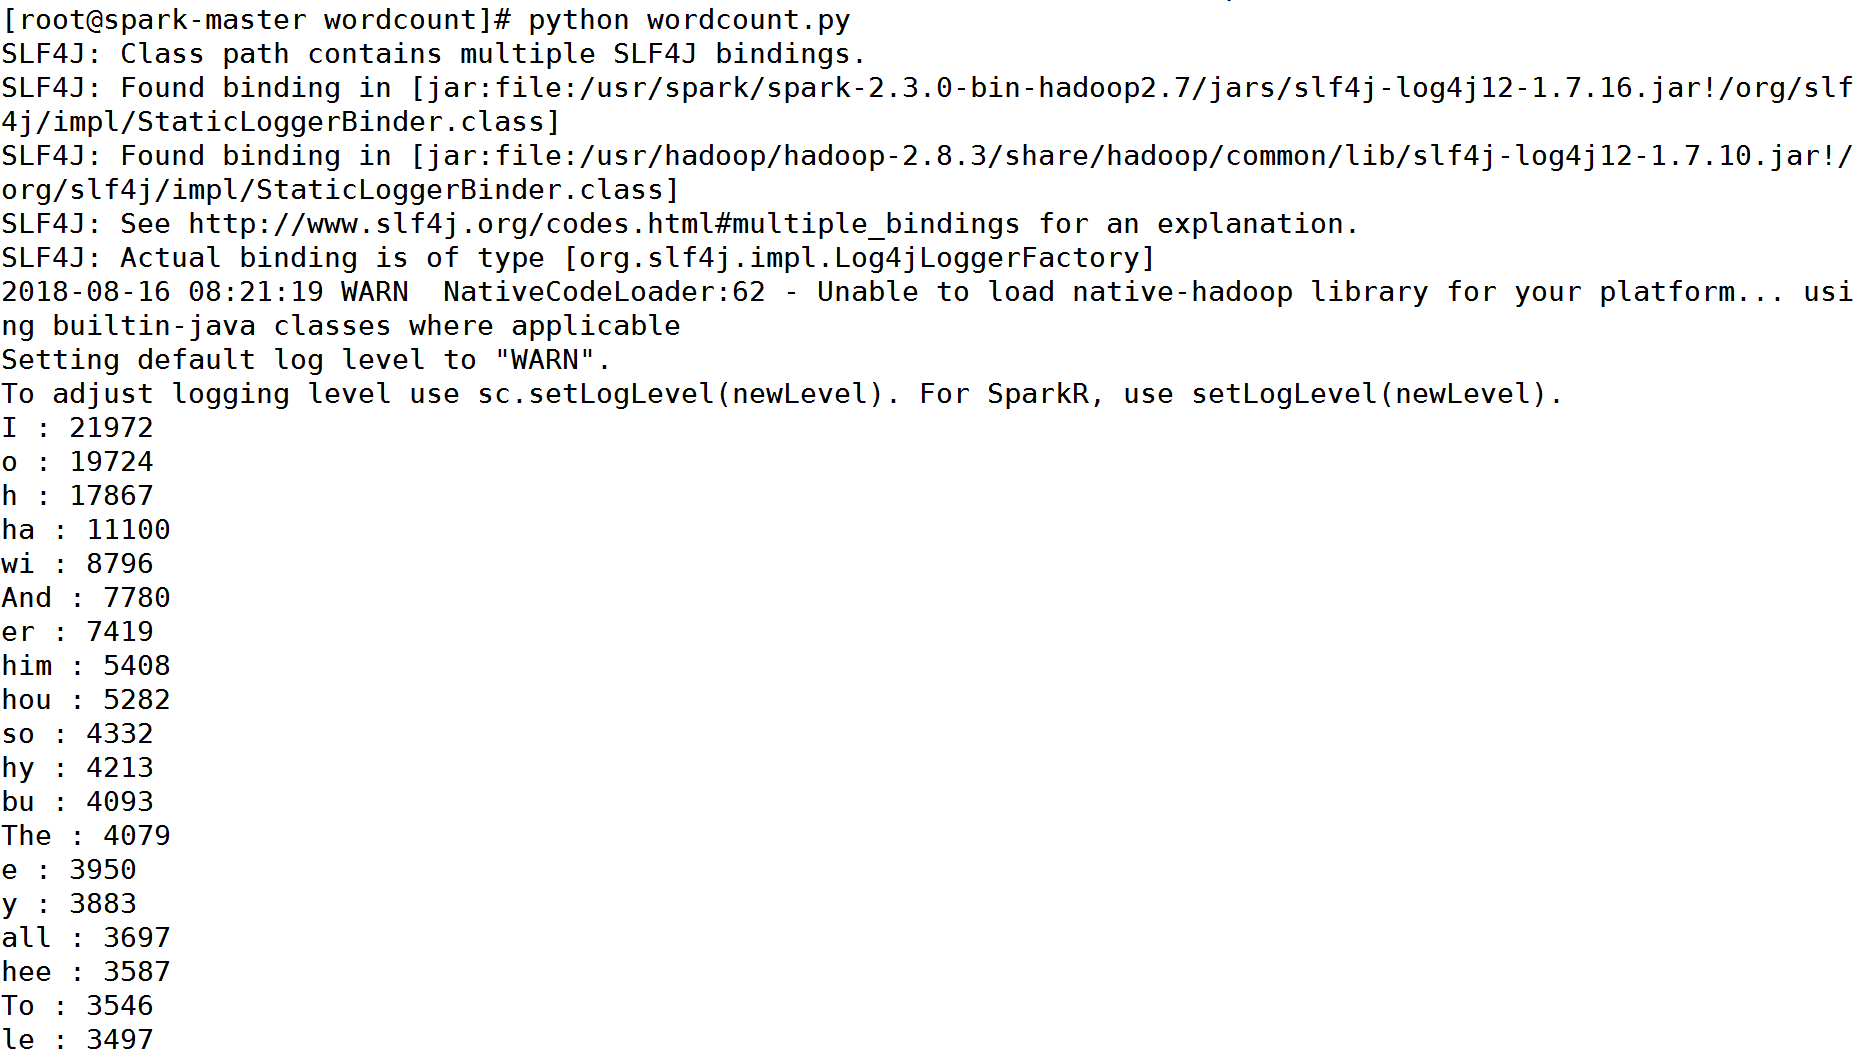 [root@spark-master wordcount]# python wordcount.py
SLF4J: Class path contains multiple SLF4J bindings.
SLF4J: Found binding in [jar:file:/usr/spark/spark-2.3.0-bin-hadoop2.7/jars/slf4j-log4j12-1.7.16.jar!/org/slf
4j/impl/StaticLoggerBinder.class]
SLF4J: Found binding in [jar:file:/usr/hadoop/hadoop-2.8.3/share/hadoop/common/lib/slf4j-log4j12-1.7.10.jar!/
org/slf4j/impl/StaticLoggerBinder.class]
SLF4J: See http://www.slf4j.org/codes.html#multiple_bindings for an explanation.
SLF4J: Actual binding is of type [org.slf4j.impl.Log4jLoggerFactory]
2018-08-16 08:21:19 WARN  NativeCodeLoader:62 - Unable to load native-hadoop library for your platform... usi
ng builtin-java classes where applicable
Setting default log level to "WARN".
To adjust logging level use sc.setLogLevel(newLevel). For SparkR, use setLogLevel(newLevel).
I : 21972
o : 19724
h : 17867
ha : 11100
wi : 8796
And : 7780
er : 7419
him : 5408
hou : 5282
so : 4332
hy : 4213
bu : 4093
The : 4079
e : 3950
y : 3883
all : 3697
hee : 3587
To : 3546
le : 3497